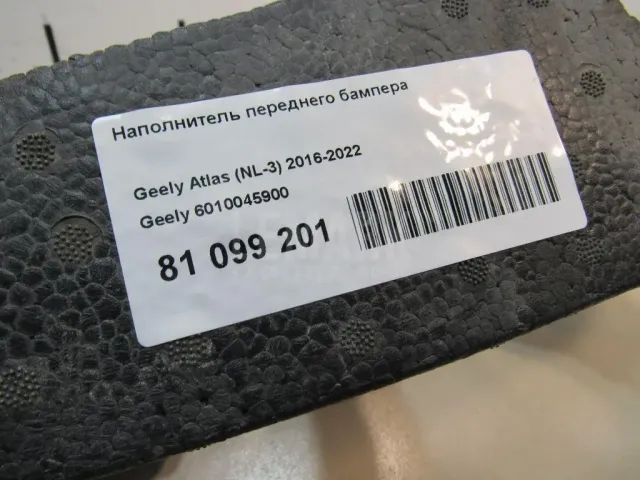 Наполнитель переднего бампера
Geely Atlas (NL-3) 2016-2022
Geely 6010045900
81 099 201